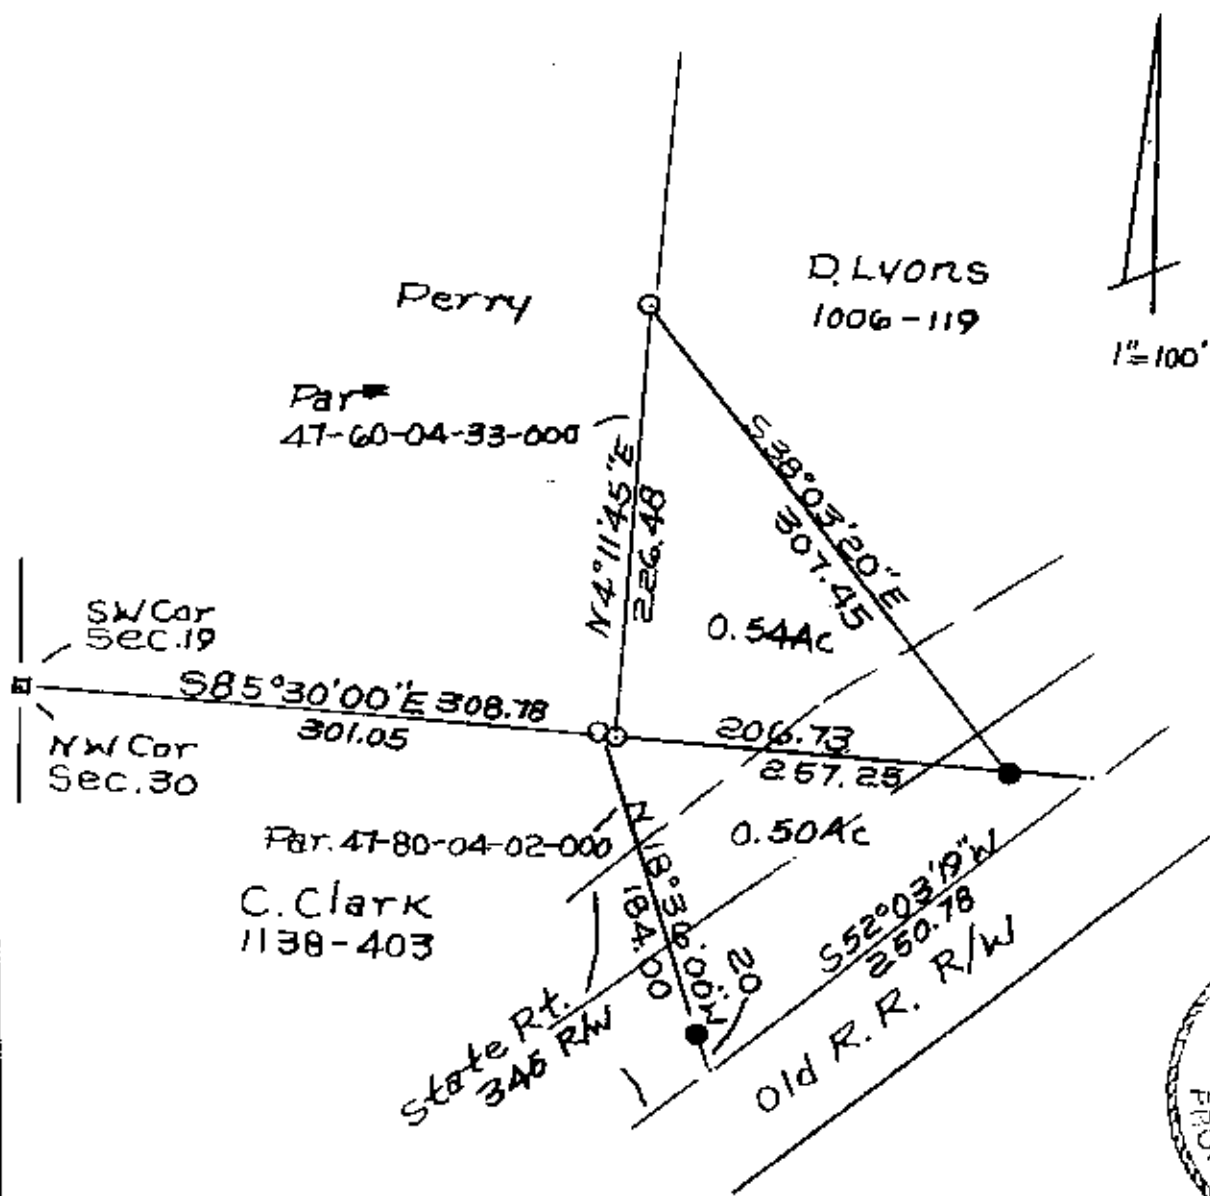 D. Lyons
1006-119
1"=100'
Perry
Par#
47-60-04-33-000
N4°11'45"E
226.48
S38°03'20"E
307.45
0.54Ac
SW Cor
Sec.19
S85°30'00"E 308.78
301.05
NW Cor
Sec.30
206.73
257.25
Par. 47-80-04-02-000
0.50Ac
C. Clark
1138-403
N18°36'00"W
184.00
20
S52°03'19"W
250.78
State Rt.
346 R/W
Old R. R. R/W